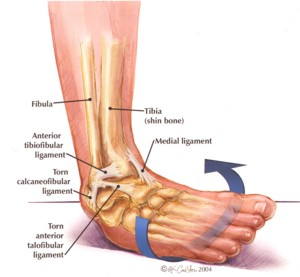 Fibula
Tibia
(shin bone)
Anterior
tibiofibular
ligament
Medial ligament
Torn
calcaneofibular
ligament
Torn
anterior
talofibular
ligament
2004